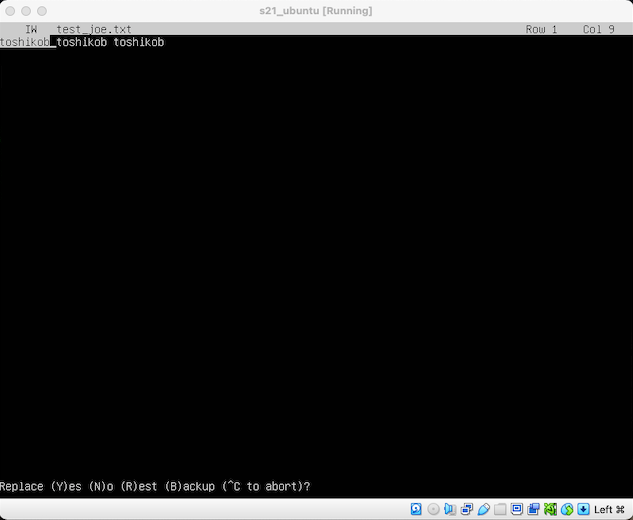 s21_ubuntu [Running]
IW test_joe.txt Row 1 Col 9
toshikob toshikob toshikob
Replace (Y)es (N)o (R)est (B)ackup (^C to abort)?
Left ⌘